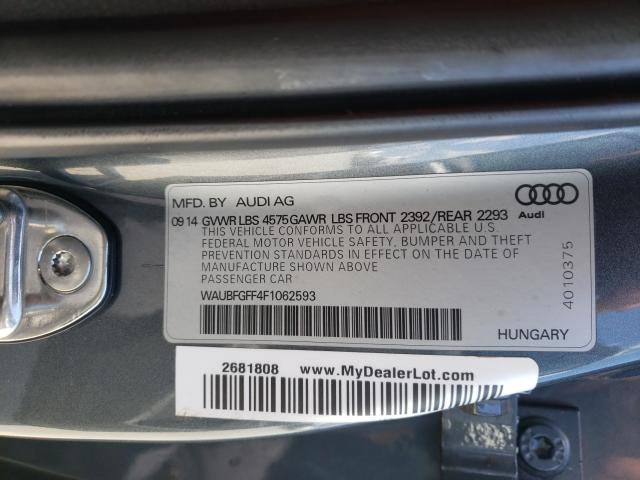 MFD. BY AUDI AG
09 14 GVWR LBS 4575 GAWR LBS FRONT 2392/REAR 2293
THIS VEHICLE CONFORMS TO ALL APPLICABLE U.S.
FEDERAL MOTOR VEHICLE SAFETY, BUMPER AND THEFT
PREVENTION STANDARDS IN EFFECT ON THE DATE OF
MANUFACTURE SHOWN ABOVE
PASSENGER CAR
WAUBFGFF4F1062593
Audi
4010375
HUNGARY
2681808 www.MyDealerLot.com